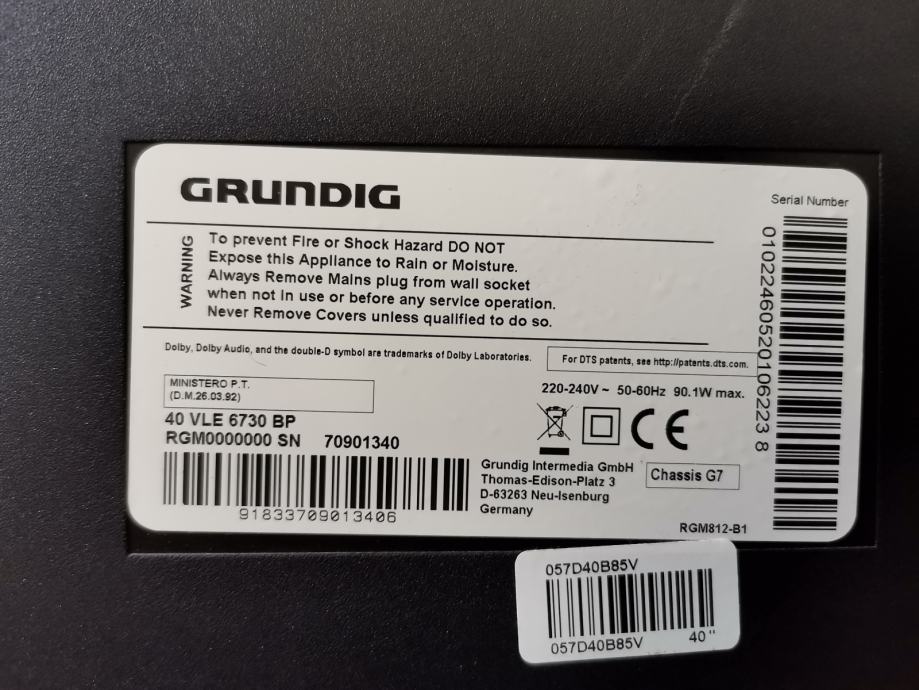 GRUNDIG
Serial Number
WARNING
To prevent Fire or Shock Hazard DO NOT
Expose this Appliance to Rain or Moisture.
Always Remove Mains plug from wall socket
when not in use or before any service operation.
Never Remove Covers unless qualified to do so.
01022460520106223 8
Dolby, Dolby Audio, and the double-D symbol are trademarks of Dolby Laboratories.
For DTS patents, see http://patents.dts.com.
MINISTERO P.T.
(D.M.26.03.92)
220-240V ~ 50-60Hz 90.1W max.
40 VLE 6730 BP
RGM0000000 SN 70901340
CE
9183370901340 6
Grundig Intermedia GmbH
Thomas-Edison-Platz 3
D-63263 Neu-Isenburg
Germany
Chassis G7
RGM812-B1
057D40B85V
057D40B85V 40"